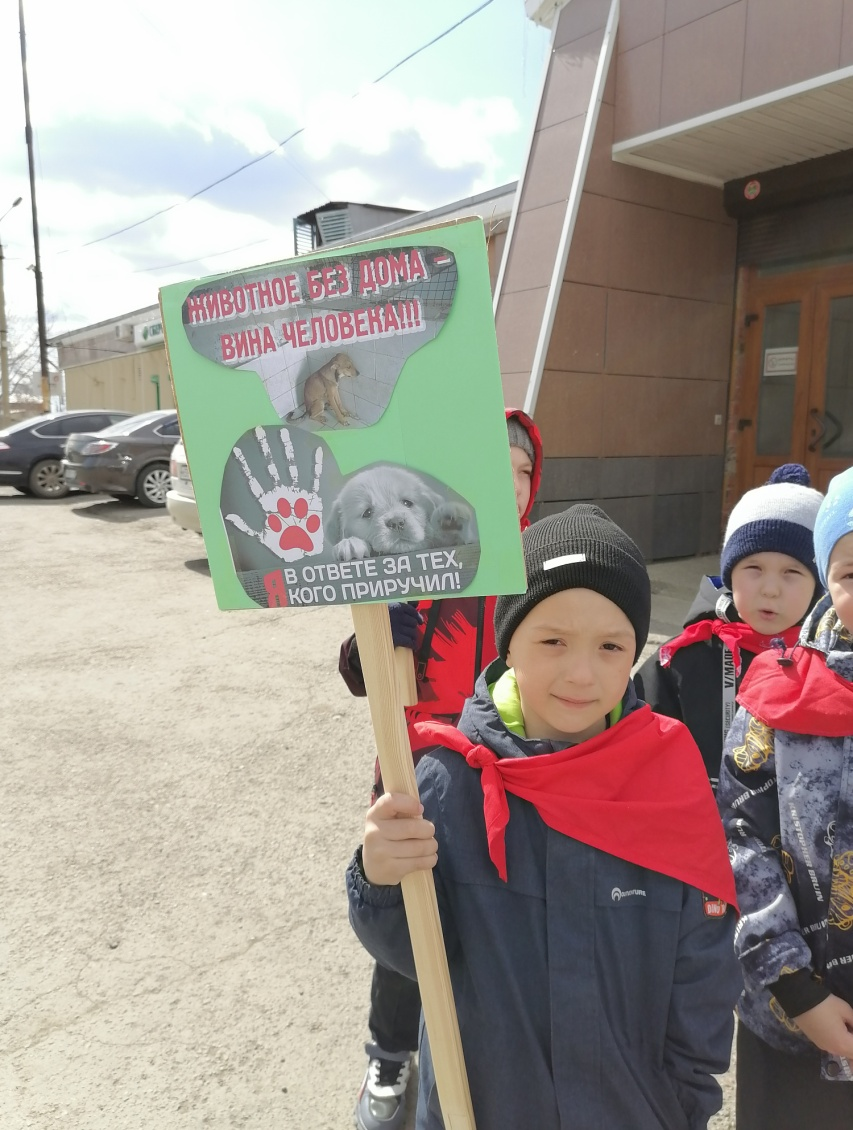 ЖИВОТНОЕ БЕЗ ДОМА -
ВИНА ЧЕЛОВЕКА!!!
Я В ОТВЕТЕ ЗА ТЕХ,
КОГО ПРИРУЧИЛ!